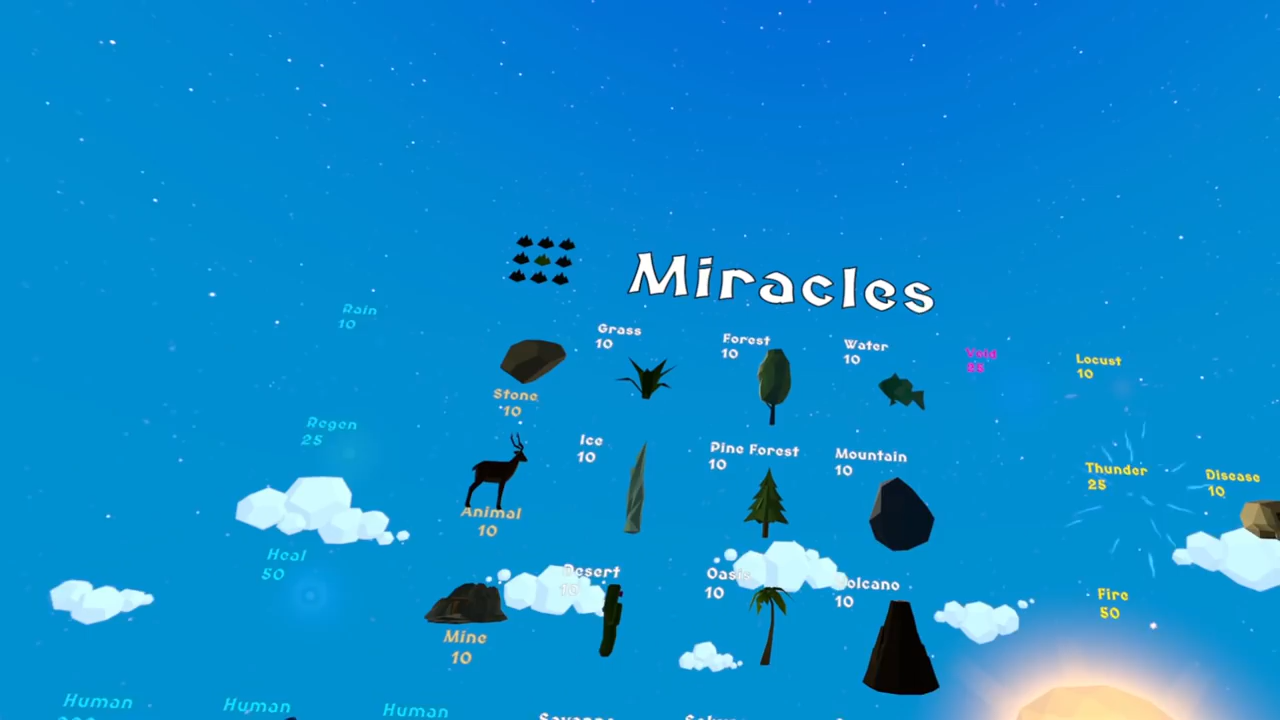 Miracles
Rain
10
Grass
10
Forest
10
Water
10
Void
Locust
10
Stone
10
Regen
25
Ice
10
Pine Forest
10
Mountain
10
Thunder
25
Disease
10
Animal
10
Heal
50
Desert
10
Oasis
10
Volcano
10
Fire
50
Mine
10
Human
Human
Human